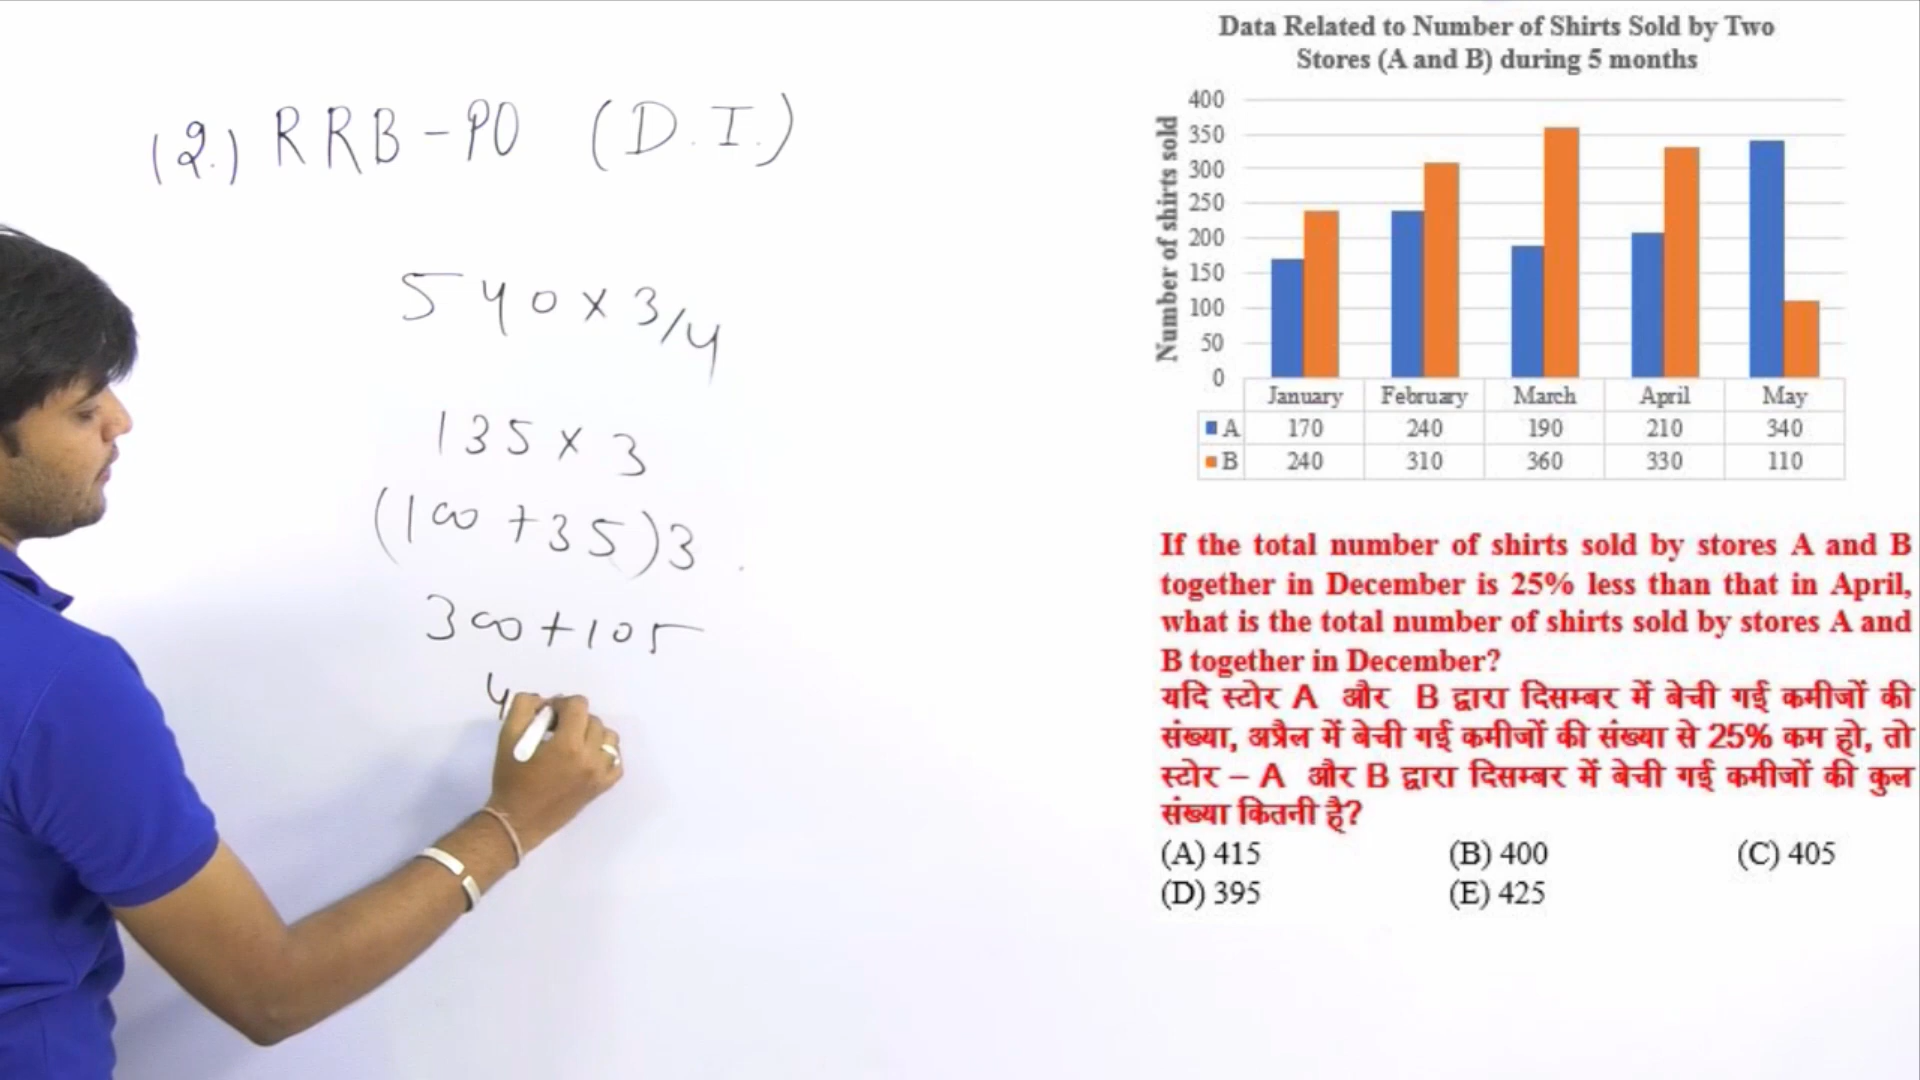 (2.) RRB-PO (D.I.)
540 x 3/4
135 x 3
(100 + 35)3
300 + 105
4
Data Related to Number of Shirts Sold by Two
Stores (A and B) during 5 months
Number of shirts sold
400
350
300
250
200
150
100
50
0
January February March April May
A 170 240 190 210 340
B 240 310 360 330 110
If the total number of shirts sold by stores A and B
together in December is 25% less than that in April,
what is the total number of shirts sold by stores A and
B together in December?
यदि स्टोर A और B द्वारा दिसम्बर में बेची गई कमीजों की
संख्या, अप्रैल में बेची गई कमीजों की संख्या से 25% कम हो, तो
स्टोर – A और B द्वारा दिसम्बर में बेची गई कमीजों की कुल
संख्या कितनी है?
(A) 415 (B) 400 (C) 405
(D) 395 (E) 425